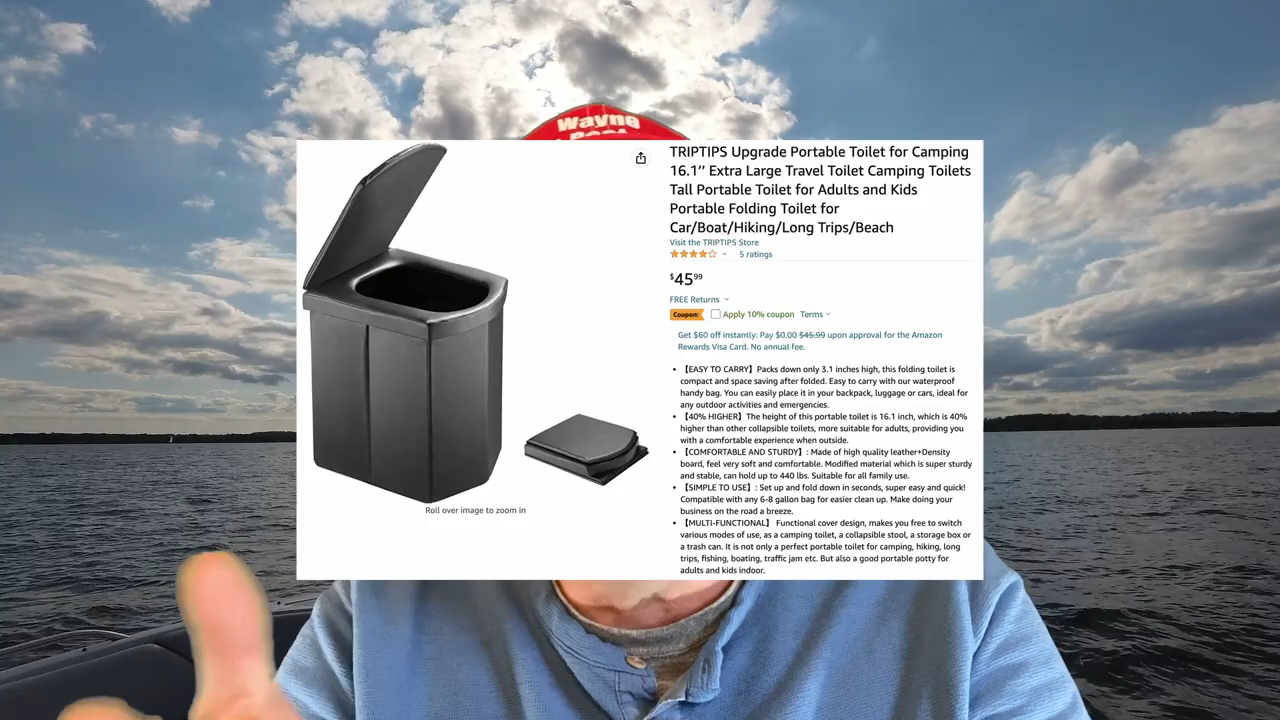 Wayne
TRIPTIPS Upgrade Portable Toilet for Camping
16.1’’ Extra Large Travel Toilet Camping Toilets
Tall Portable Toilet for Adults and Kids
Portable Folding Toilet for
Car/Boat/Hiking/Long Trips/Beach
Visit the TRIPTIPS Store
5 ratings
$45 99
FREE Returns
Coupon: Apply 10% coupon Terms
Get $60 off instantly: Pay $0.00 $45.99 upon approval for the Amazon
Rewards Visa Card. No annual fee.
• 【EASY TO CARRY】Packs down only 3.1 inches high, this folding toilet is
compact and space saving after folded. Easy to carry with our waterproof
handy bag. You can easily place it in your backpack, luggage or cars, ideal for
any outdoor activities and emergencies.
• 【40% HIGHER】The height of this portable toilet is 16.1 inch, which is 40%
higher than other collapsible toilets, more suitable for adults, providing you
with a comfortable experience when outside.
• 【COMFORTABLE AND STURDY】: Made of high quality leather+Density
board, feel very soft and comfortable. Modified material which is super sturdy
and stable, can hold up to 440 lbs. Suitable for all family use.
• 【SIMPLE TO USE】: Set up and fold down in seconds, super easy and quick!
Compatible with any 6-8 gallon bag for easier clean up. Make doing your
business on the road a breeze.
• 【MULTI-FUNCTIONAL】 Functional cover design, makes you free to switch
various modes of use, as a camping toilet, a collapsible stool, a storage box or
a trash can. It is not only a perfect portable toilet for camping, hiking, long
trips, fishing, boating, traffic jam etc. But also a good portable potty for
adults and kids indoor.
Roll over image to zoom in